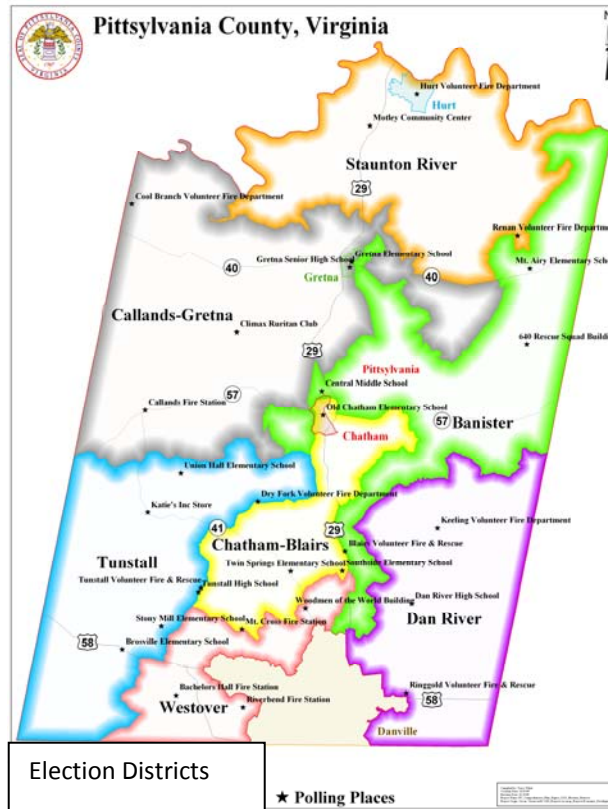 SEAL OF PITTSYLVANIA COUNTY
VIRGINIA
Pittsylvania County, Virginia
N
Hurt Volunteer Fire Department
Hurt
Motley Community Center
Staunton River
29
Cool Branch Volunteer Fire Department
Renan Volunteer Fire Department
Gretna Elementary School
Gretna Senior High School
40
Gretna
40
Mt. Airy Elementary School
Callands-Gretna
Climax Ruritan Club
29
640 Rescue Squad Building
Pittsylvania
Central Middle School
57
Callands Fire Station
Old Chatham Elementary School
57
Banister
Chatham
Union Hall Elementary School
Dry Fork Volunteer Fire Department
Katie's Inc Store
41
29
Keeling Volunteer Fire Department
Chatham-Blairs
Blairs Volunteer Fire & Rescue
Tunstall
Twin Springs Elementary School
Southside Elementary School
Tunstall Volunteer Fire & Rescue
Tunstall High School
Woodmen of the World Building
Dan River High School
Dan River
Stony Mill Elementary School
Mt. Cross Fire Station
58
Brosville Elementary School
Bachelors Hall Fire Station
Ringgold Volunteer Fire & Rescue
58
Westover
Riverbend Fire Station
Danville
Election Districts
★ Polling Places